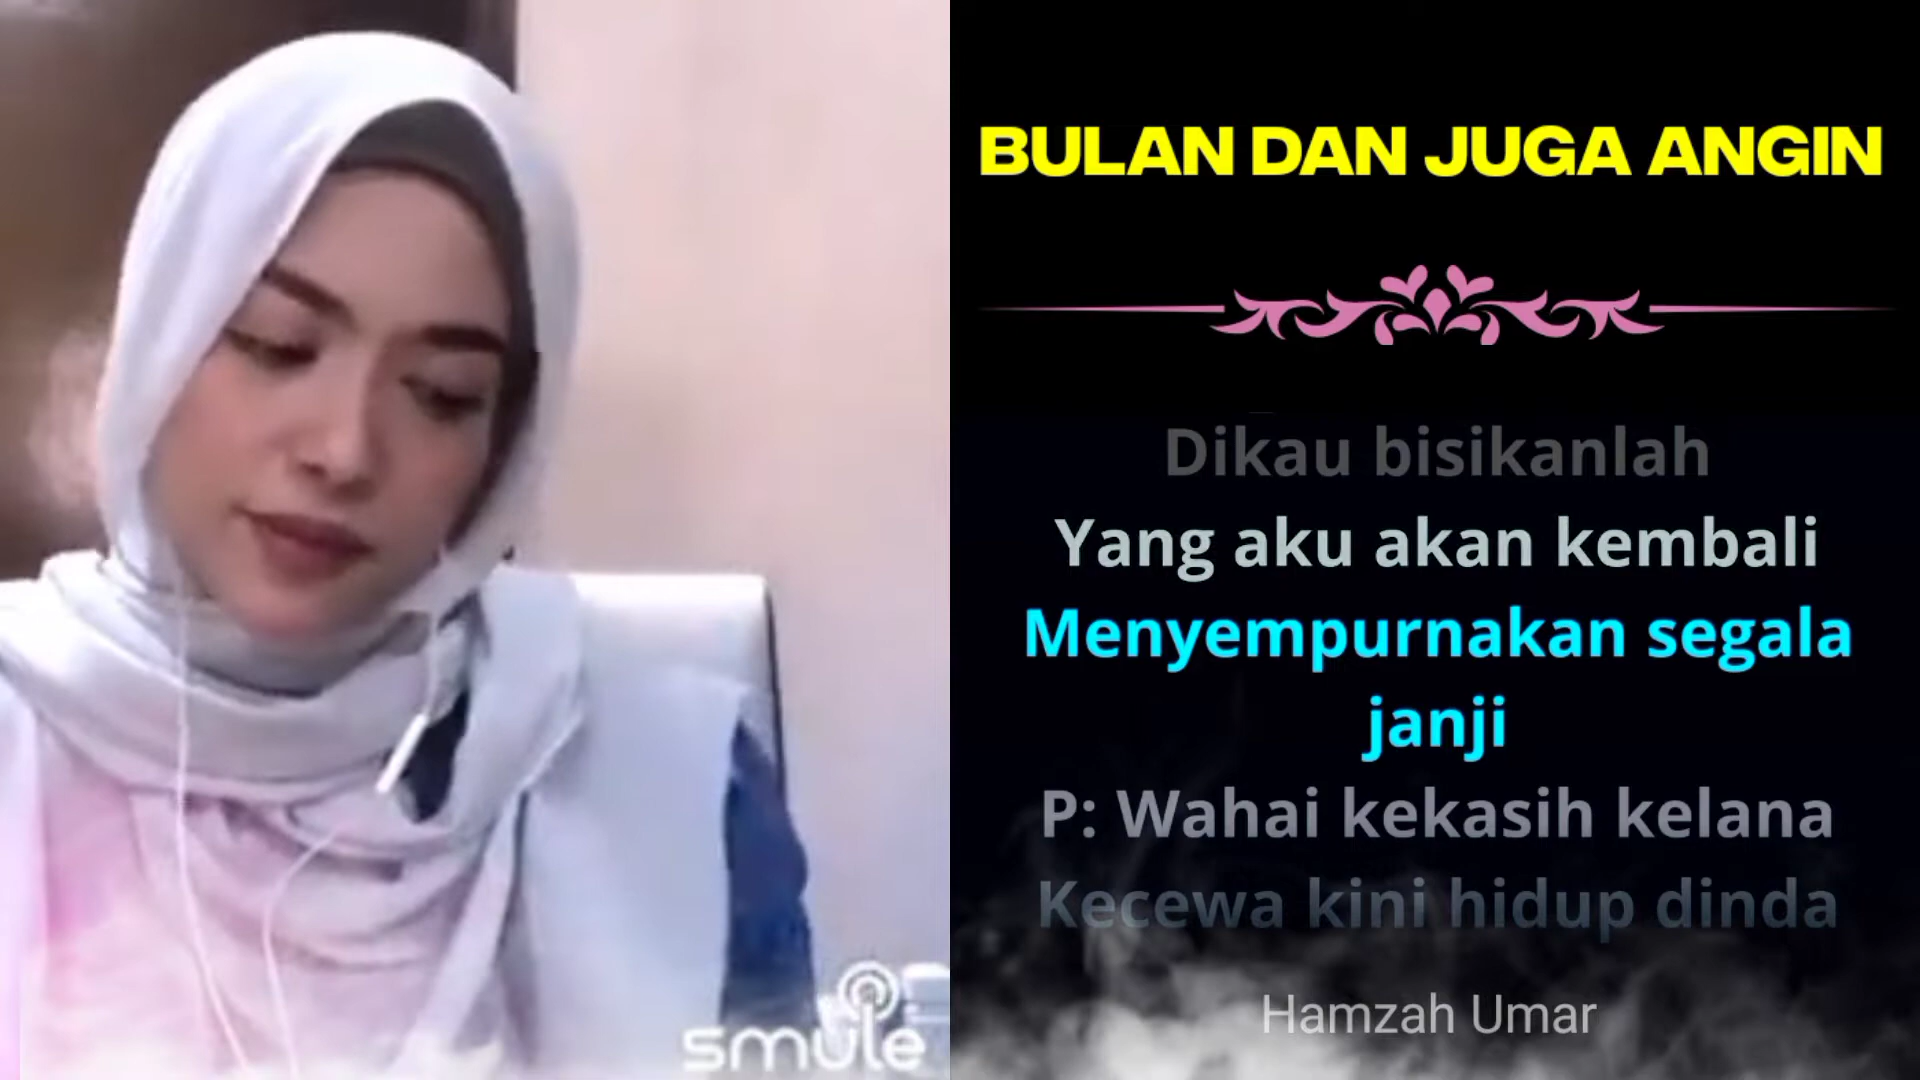 BULAN DAN JUGA ANGIN
Dikau bisikanlah
Yang aku akan kembali
Menyempurnakan segala
janji
P: Wahai kekasih kelana
Kecewa kini hidup dinda
Hamzah Umar
smule